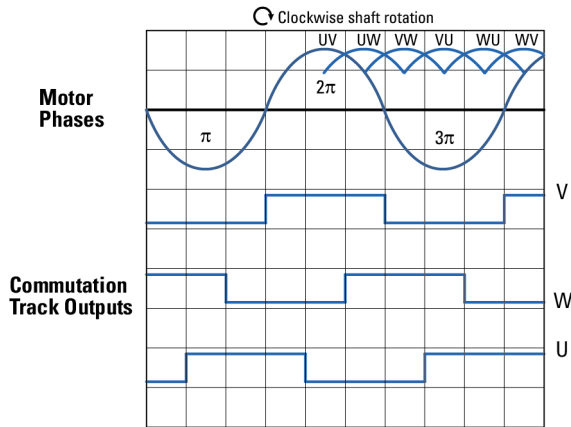 Clockwise shaft rotation
UV UW VW VU WU WV
2π
Motor
Phases
π
3π
V
Commutation
Track Outputs
W
U